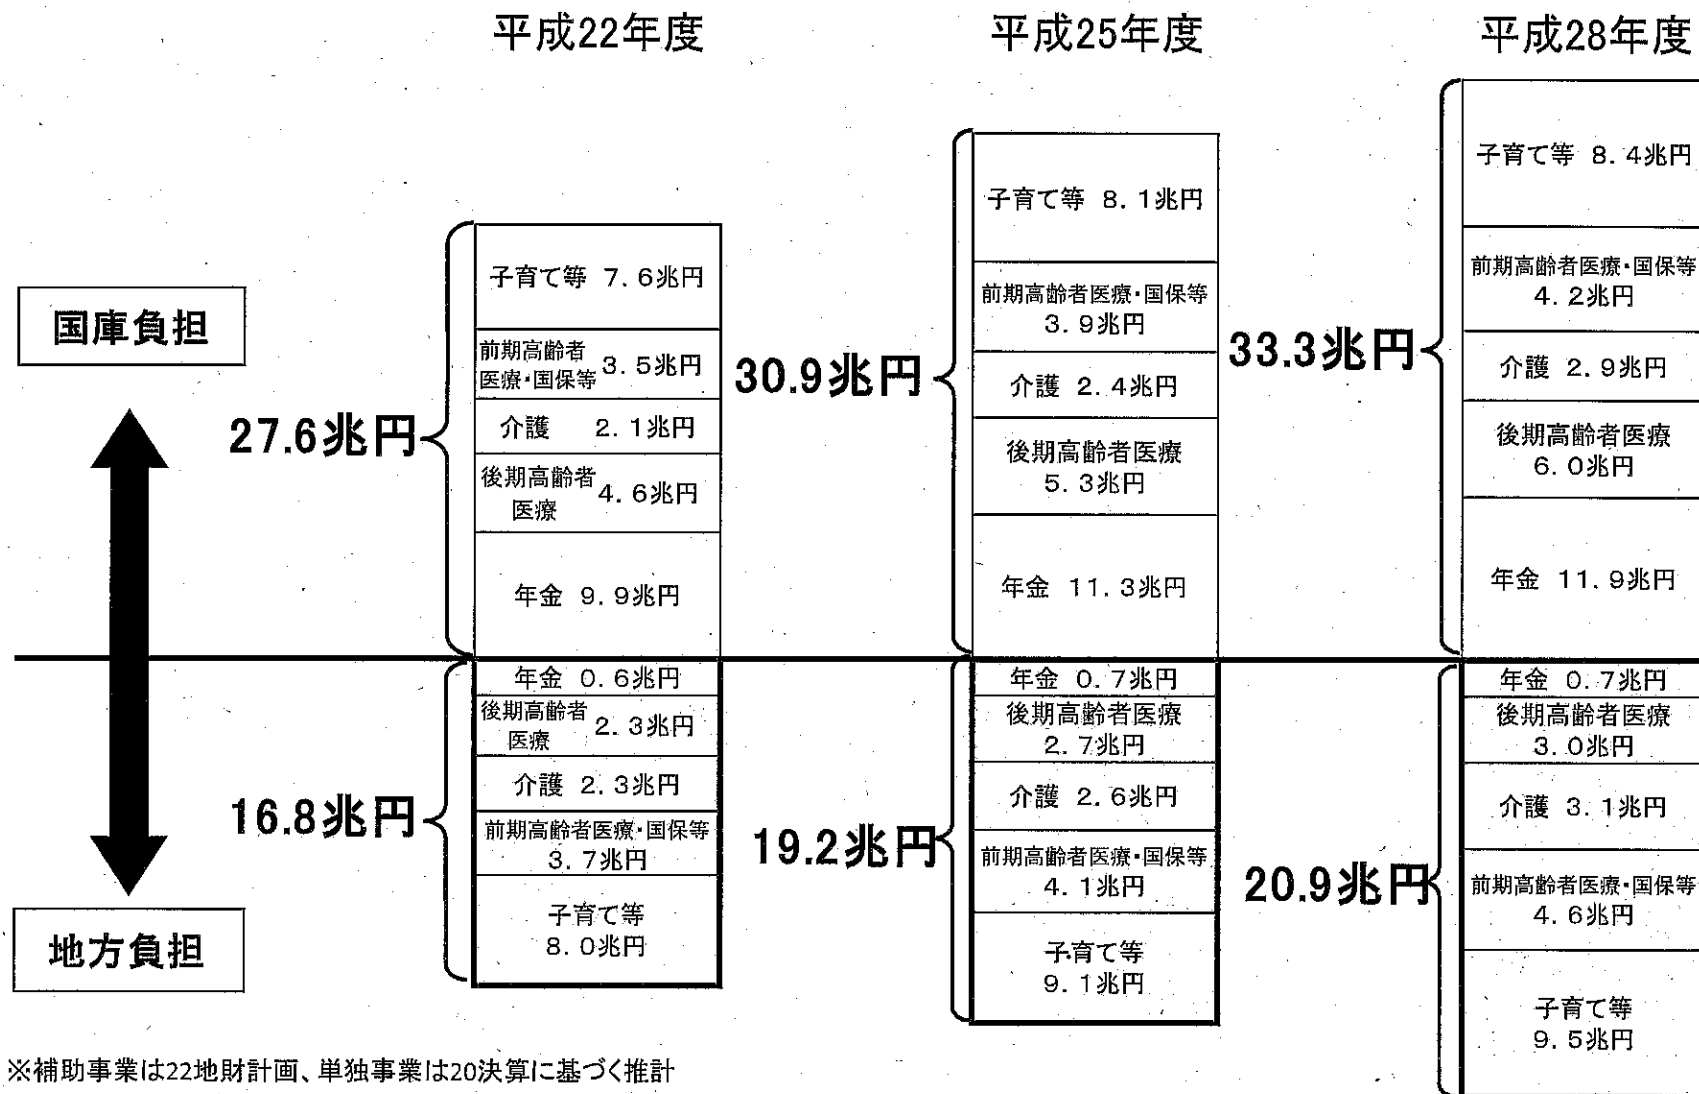 平成22年度
平成25年度
平成28年度
国庫負担
地方負担
27.6兆円
子育て等 7.6兆円
前期高齢者
医療・国保等 3.5兆円
介護 2.1兆円
後期高齢者
医療 4.6兆円
年金 9.9兆円
16.8兆円
年金 0.6兆円
後期高齢者
医療 2.3兆円
介護 2.3兆円
前期高齢者医療・国保等
3.7兆円
子育て等
8.0兆円
30.9兆円
子育て等 8.1兆円
前期高齢者医療・国保等
3.9兆円
介護 2.4兆円
後期高齢者医療
5.3兆円
年金 11.3兆円
19.2兆円
年金 0.7兆円
後期高齢者医療
2.7兆円
介護 2.6兆円
前期高齢者医療・国保等
4.1兆円
子育て等
9.1兆円
33.3兆円
子育て等 8.4兆円
前期高齢者医療・国保等
4.2兆円
介護 2.9兆円
後期高齢者医療
6.0兆円
年金 11.9兆円
20.9兆円
年金 0.7兆円
後期高齢者医療
3.0兆円
介護 3.1兆円
前期高齢者医療・国保等
4.6兆円
子育て等
9.5兆円
※補助事業は22地財計画、単独事業は20決算に基づく推計